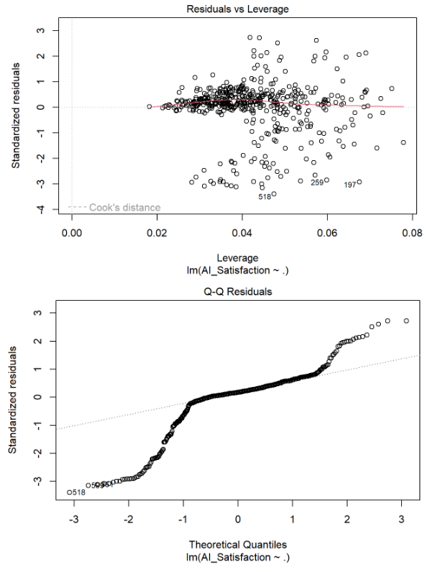 Residuals vs Leverage
Standardized residuals
3
2
1
0
-1
-2
-3
-4
518
259
197
Cook's distance
0.00 0.02 0.04 0.06 0.08
Leverage
lm(AI_Satisfaction ~ .)
Q-Q Residuals
Standardized residuals
3
2
1
0
-1
-2
-3
518
-3 -2 -1 0 1 2 3
Theoretical Quantiles
lm(AI_Satisfaction ~ .)